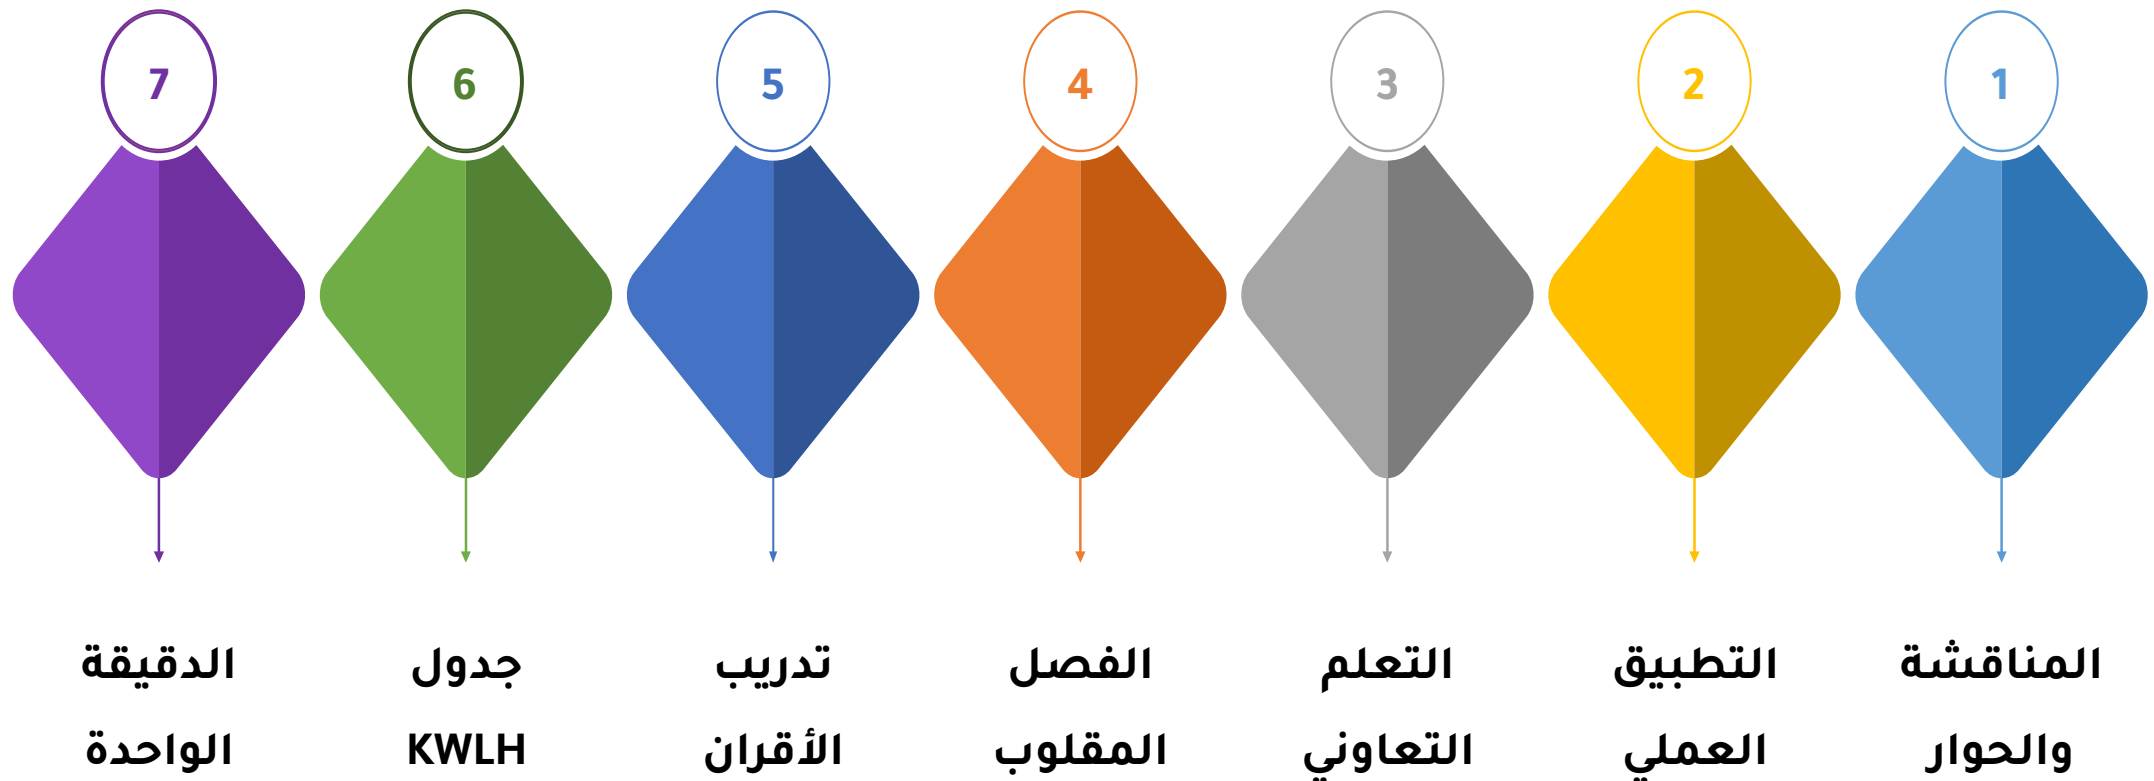 1
2
3
4
5
6
7
المناقشة
والحوار
التطبيق
العملي
التعلم
التعاوني
الفصل
المقلوب
تدريب
الأقران
جدول
KWLH
الدقيقة
الواحدة